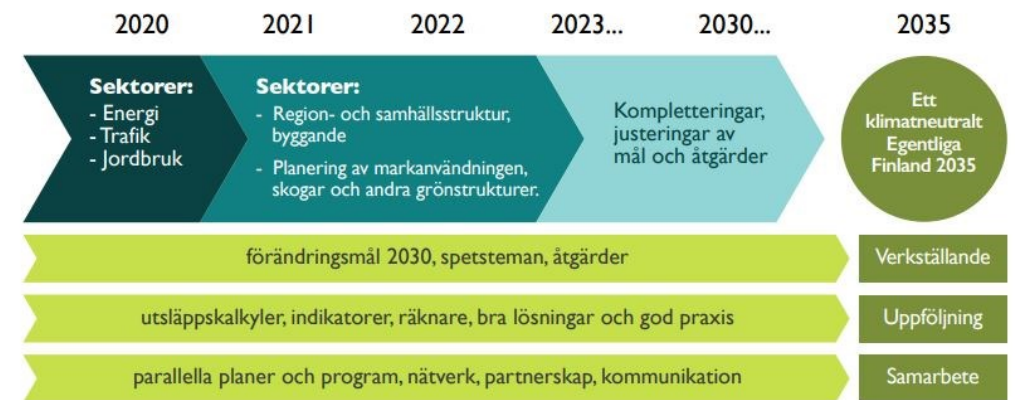 2020 2021 2022 2023... 2030... 2035
Sektorer:
- Energi
- Trafik
- Jordbruk
Sektorer:
- Region- och samhällsstruktur,
byggande
- Planering av markanvändningen,
skogar och andra grönstrukturer.
Kompletteringar,
justeringar av
mål och åtgärder
Ett
klimatneutralt
Egentliga
Finland 2035
förändringsmål 2030, spetsteman, åtgärder
Verkställande
utsläppskalkyler, indikatorer, räknare, bra lösningar och god praxis
Uppföljning
parallella planer och program, nätverk, partnerskap, kommunikation
Samarbete